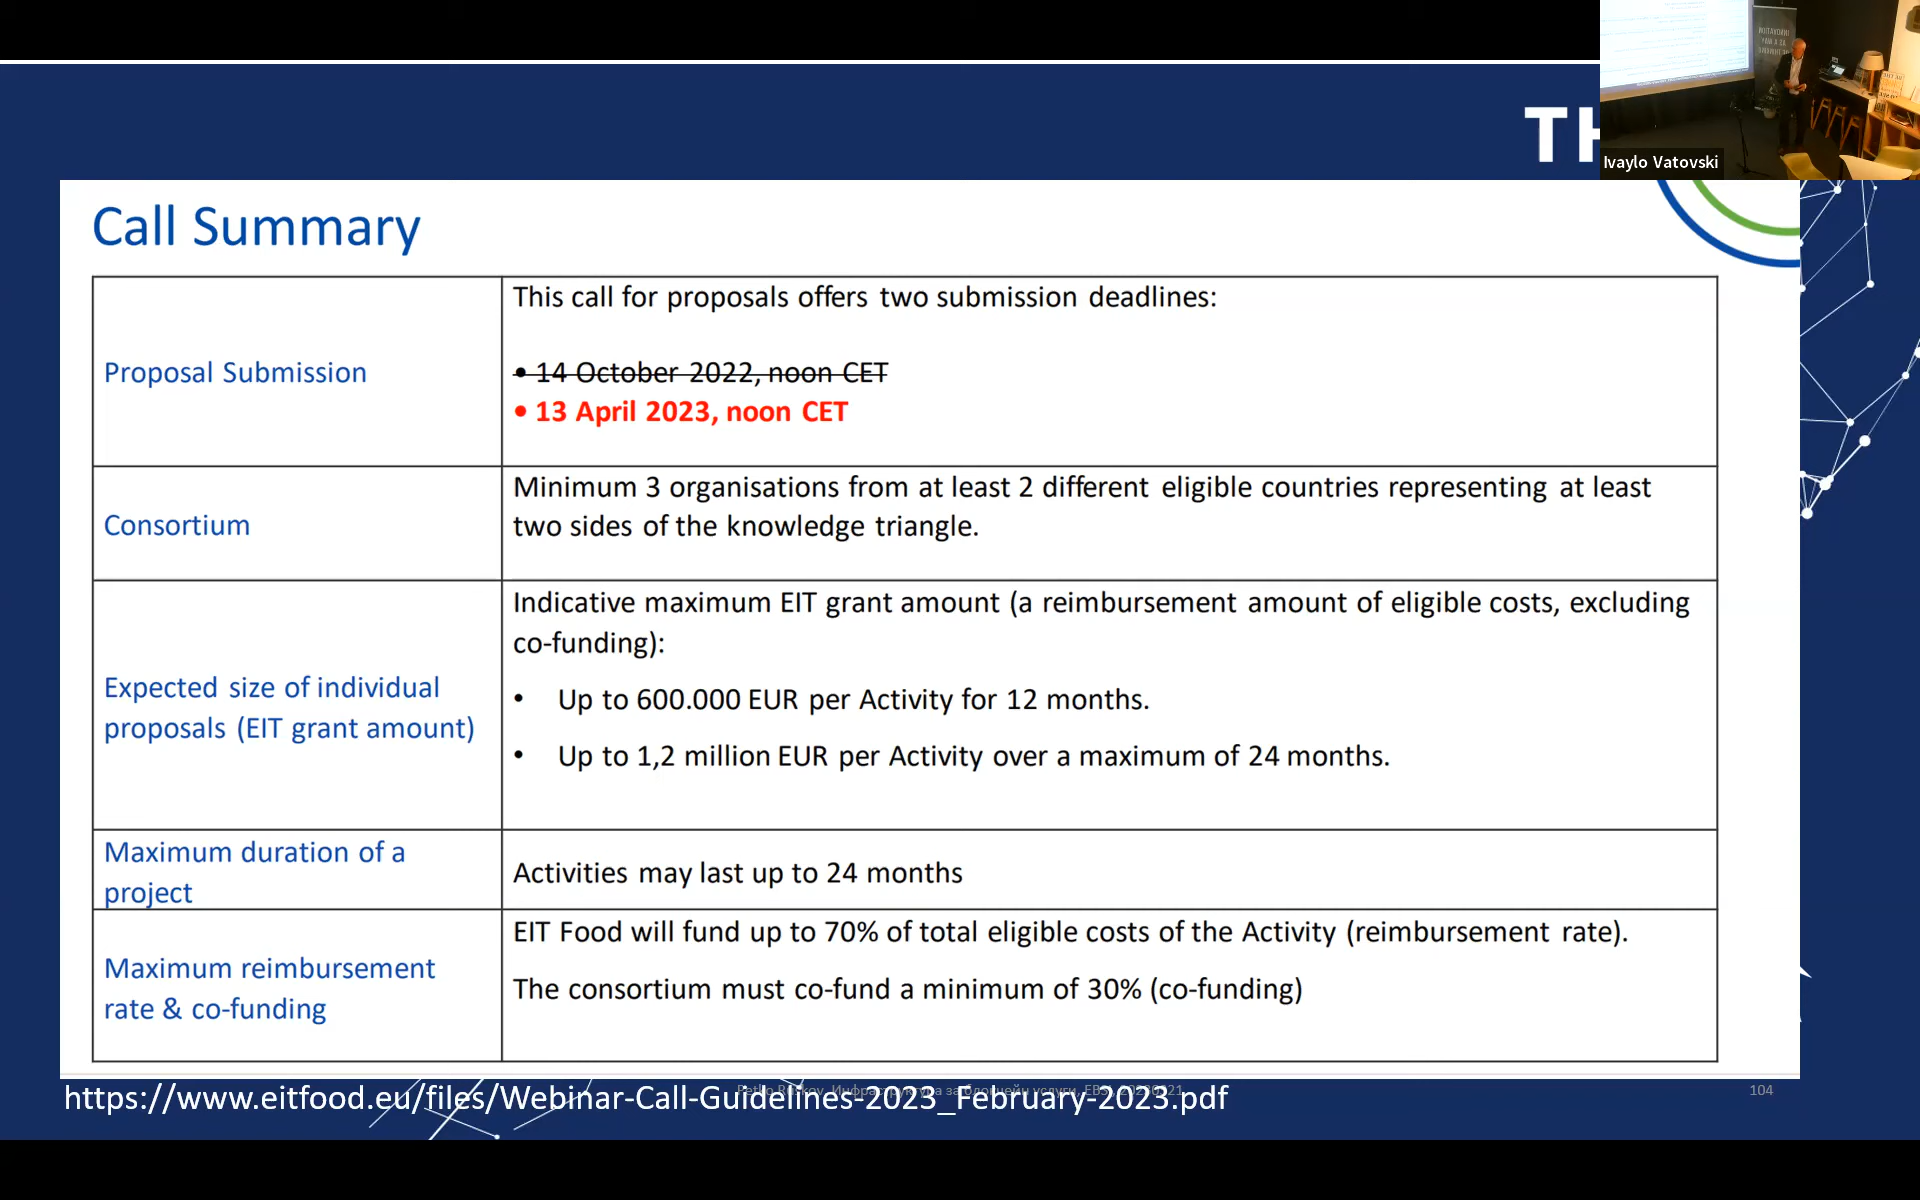 TH
Ivaylo Vatovski
Call Summary
Proposal Submission
This call for proposals offers two submission deadlines:
• 14 October 2022, noon CET
• 13 April 2023, noon CET
Consortium
Minimum 3 organisations from at least 2 different eligible countries representing at least
two sides of the knowledge triangle.
Expected size of individual
proposals (EIT grant amount)
Indicative maximum EIT grant amount (a reimbursement amount of eligible costs, excluding
co-funding):
• Up to 600.000 EUR per Activity for 12 months.
• Up to 1,2 million EUR per Activity over a maximum of 24 months.
Maximum duration of a
project
Activities may last up to 24 months
Maximum reimbursement
rate & co-funding
EIT Food will fund up to 70% of total eligible costs of the Activity (reimbursement rate).
The consortium must co-fund a minimum of 30% (co-funding)
104
https://www.eitfood.eu/files/Webinar-Call-Guidelines-2023_February-2023.pdf